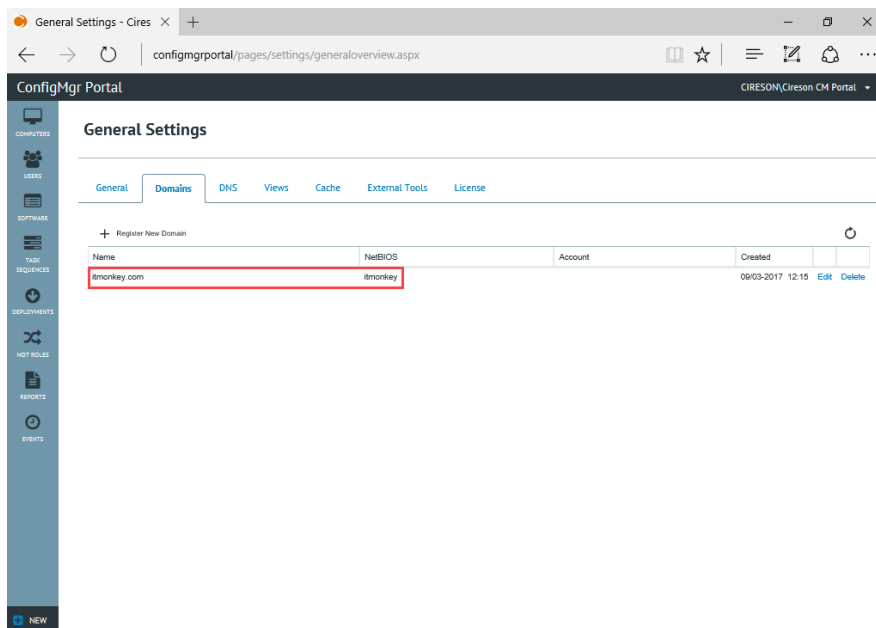 General Settings - Cires
configmgrportal/pages/settings/generaloverview.aspx
ConfigMgr Portal
CIRESON\Cireson CM Portal
COMPUTERS
USERS
SOFTWARE
TASK
SEQUENCES
DEPLOYMENTS
MDT ROLES
REPORTS
EVENTS
NEW
General Settings
General Domains DNS Views Cache External Tools License
Register New Domain
Name NetBIOS Account Created
itmonkey.com itmonkey 09/03-2017 12:15 Edit Delete